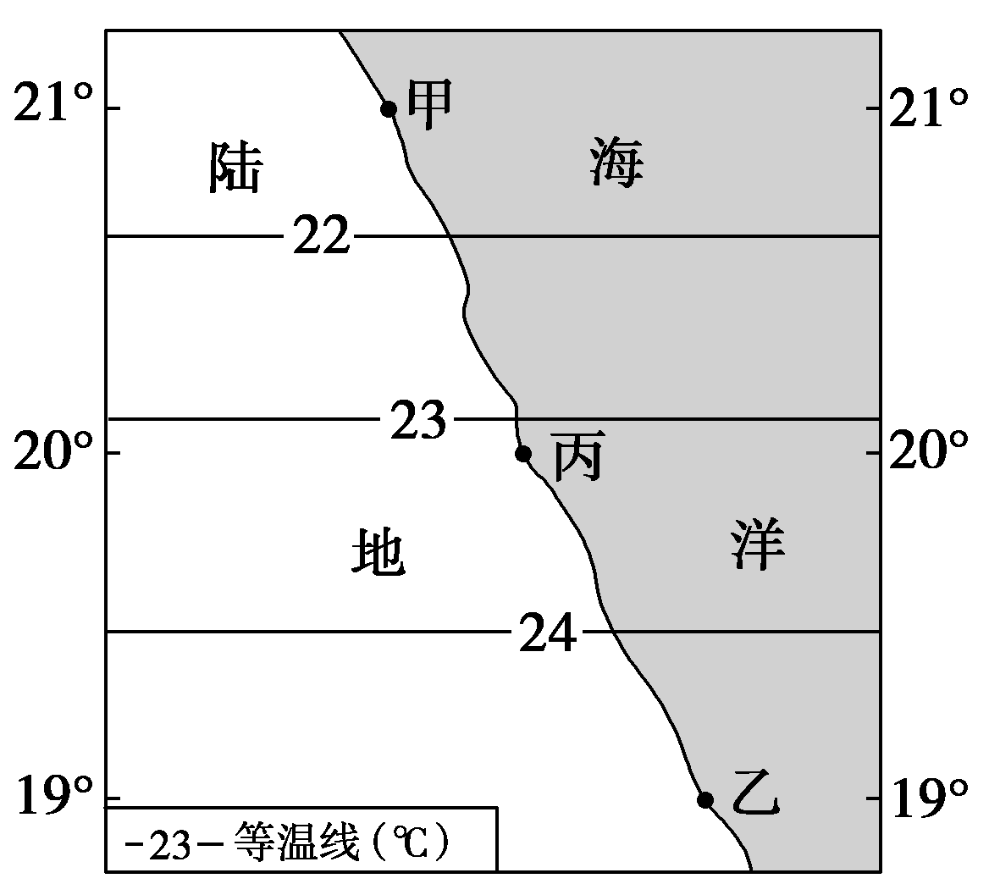 21° 甲 21°
陆 海
22
23
20° 丙 20°
地 洋
24
19° 乙 19°
-23- 等温线(℃)